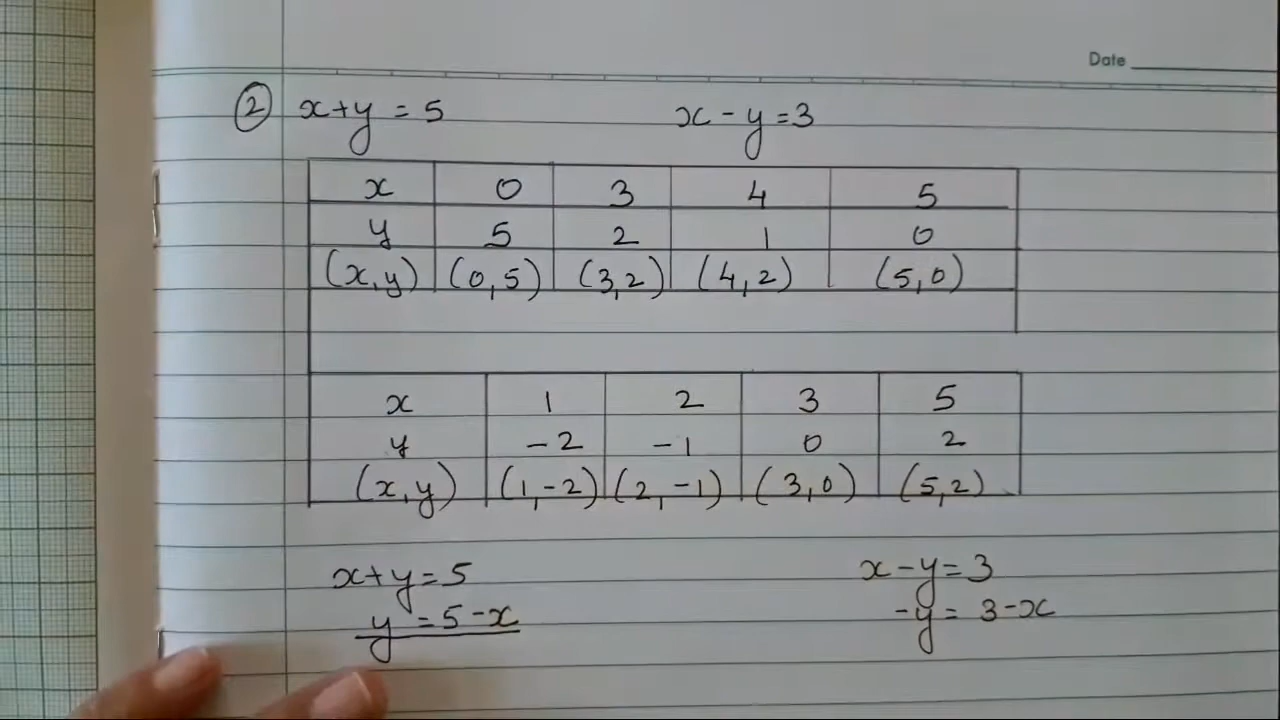 Date
② x+y = 5 x - y = 3
x 0 3 4 5
y 5 2 1 0
(x,y) (0,5) (3,2) (4,2) (5,0)
x 1 2 3 5
y -2 -1 0 2
(x,y) (1,-2) (2,-1) (3,0) (5,2)
x+y=5 x-y=3
y = 5-x -y = 3-x